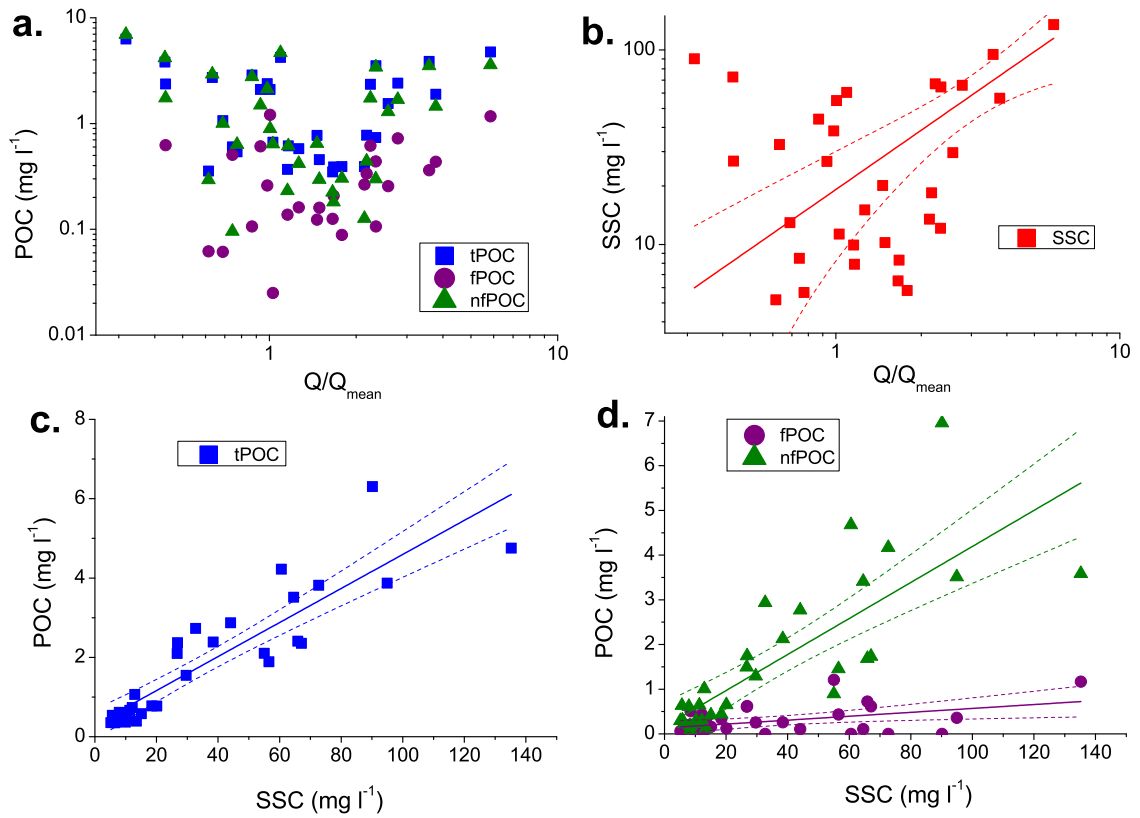 a.
POC (mg l⁻¹)
10
1
0.1
0.01
1
10
Q/Qmean
tPOC
fPOC
nfPOC
b.
SSC (mg l⁻¹)
100
10
1
10
Q/Qmean
SSC
c.
POC (mg l⁻¹)
8
6
4
2
0
0 20 40 60 80 100 120 140
SSC (mg l⁻¹)
tPOC
d.
POC (mg l⁻¹)
7
6
5
4
3
2
1
0
0 20 40 60 80 100 120 140
SSC (mg l⁻¹)
fPOC
nfPOC